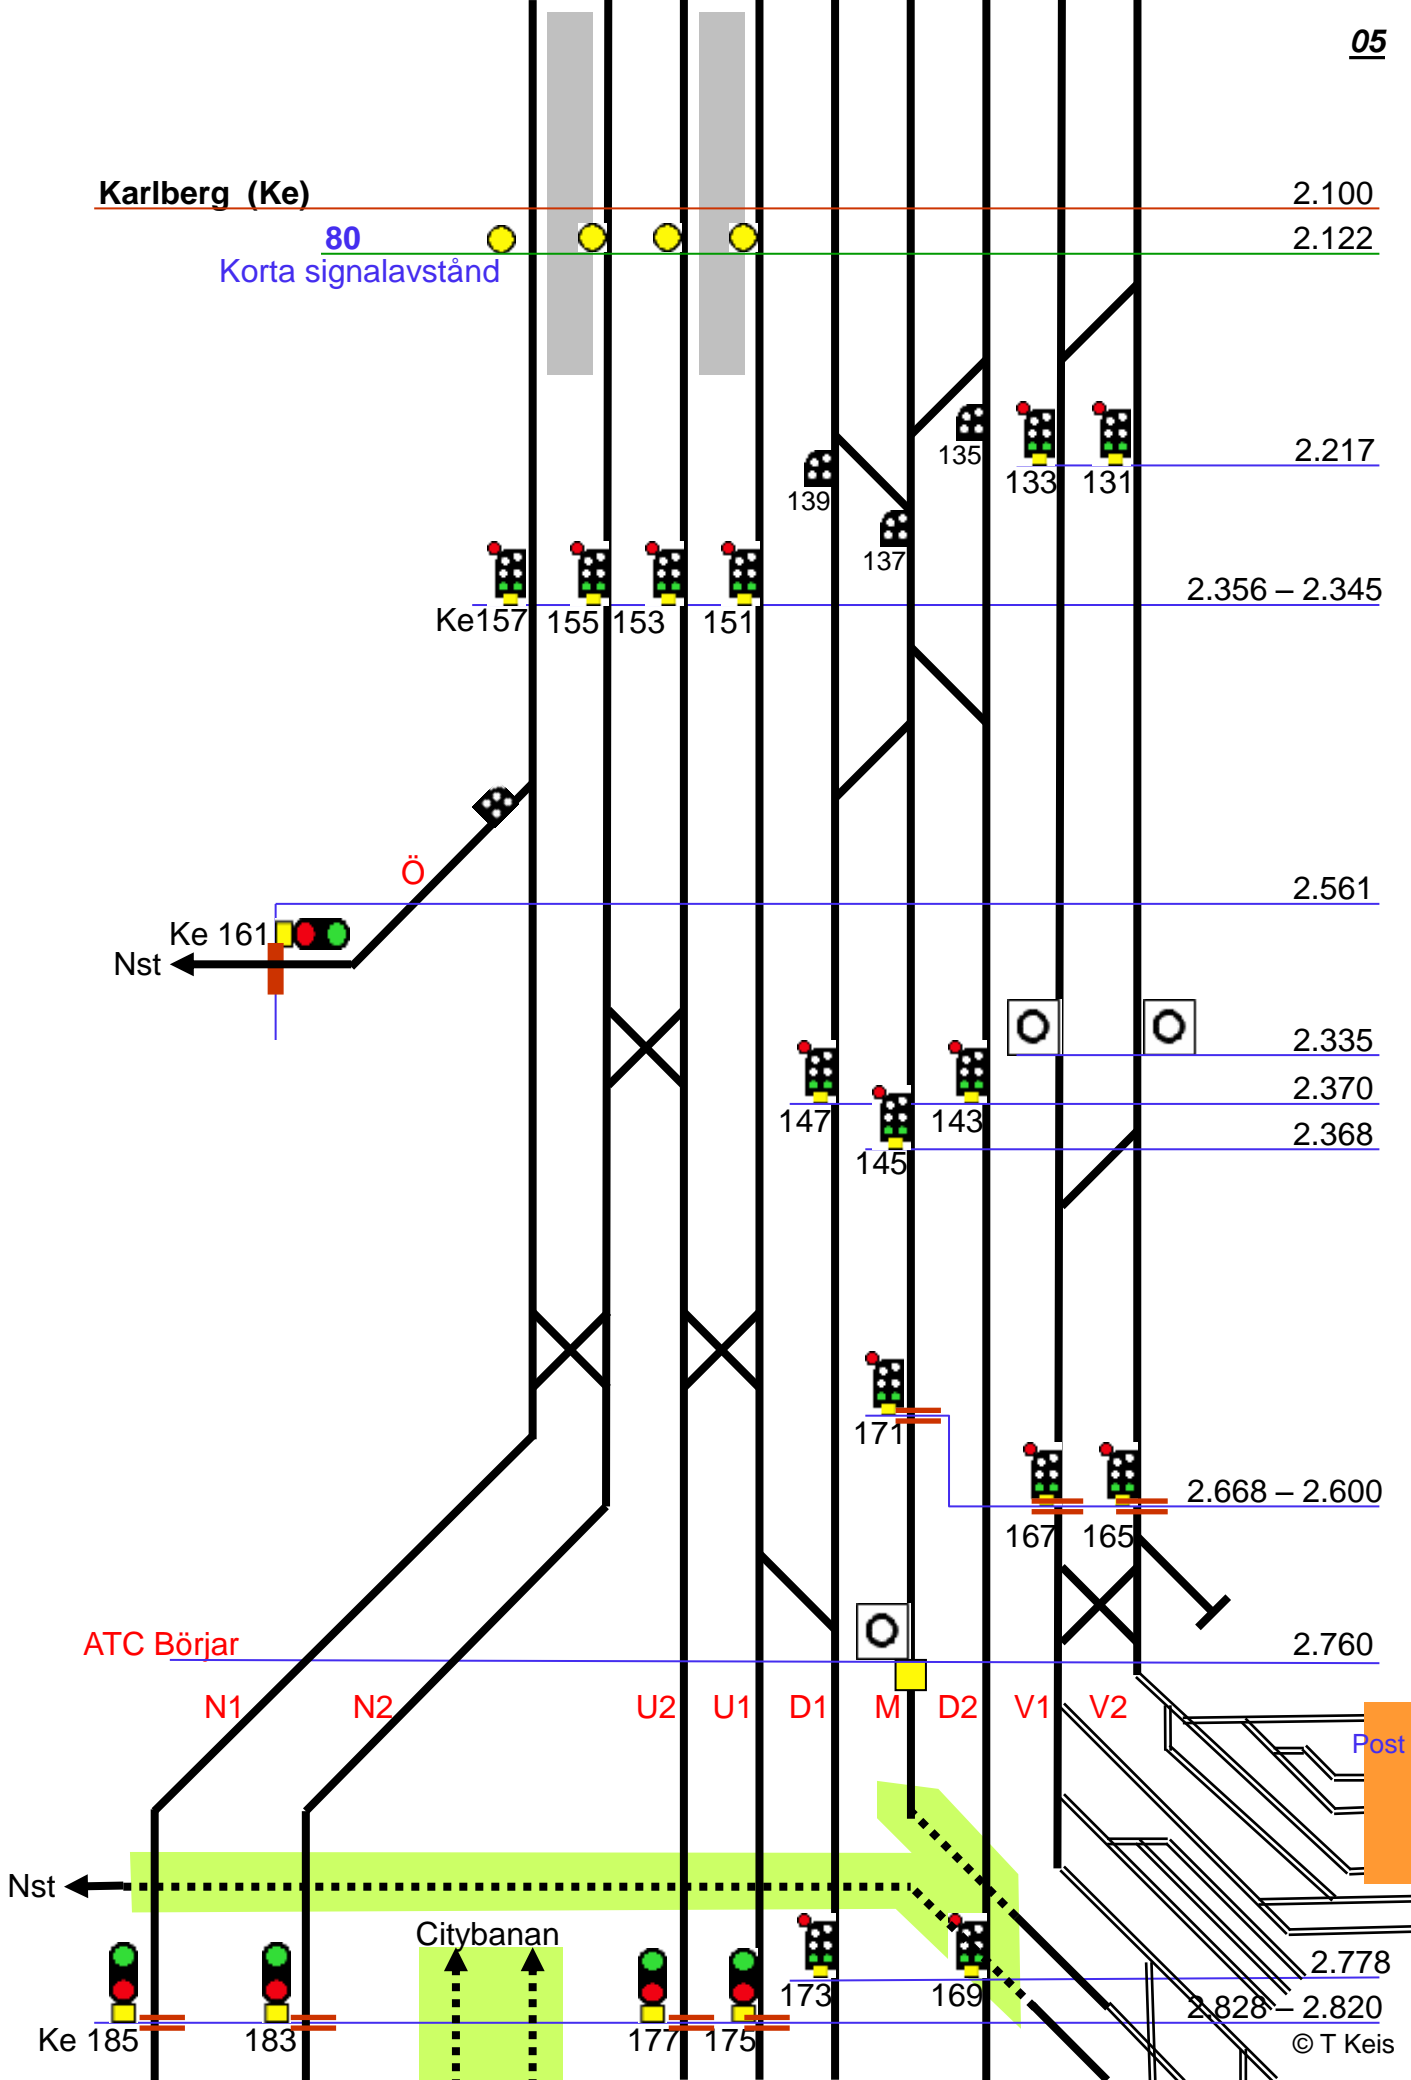 05
Karlberg (Ke) 2.100
80 2.122
Korta signalavstånd
135 2.217
139 133 131
137
2.356 – 2.345
Ke157 155 153 151
Ö 2.561
Ke 161
Nst
2.335
2.370
147 143
2.368
145
171
2.668 – 2.600
167 165
ATC Börjar 2.760
N1 N2 U2 U1 D1 M D2 V1 V2
Post
Nst
Citybanan
2.778
173 169
2.828 – 2.820
Ke 185 183 177 175
© T Keis